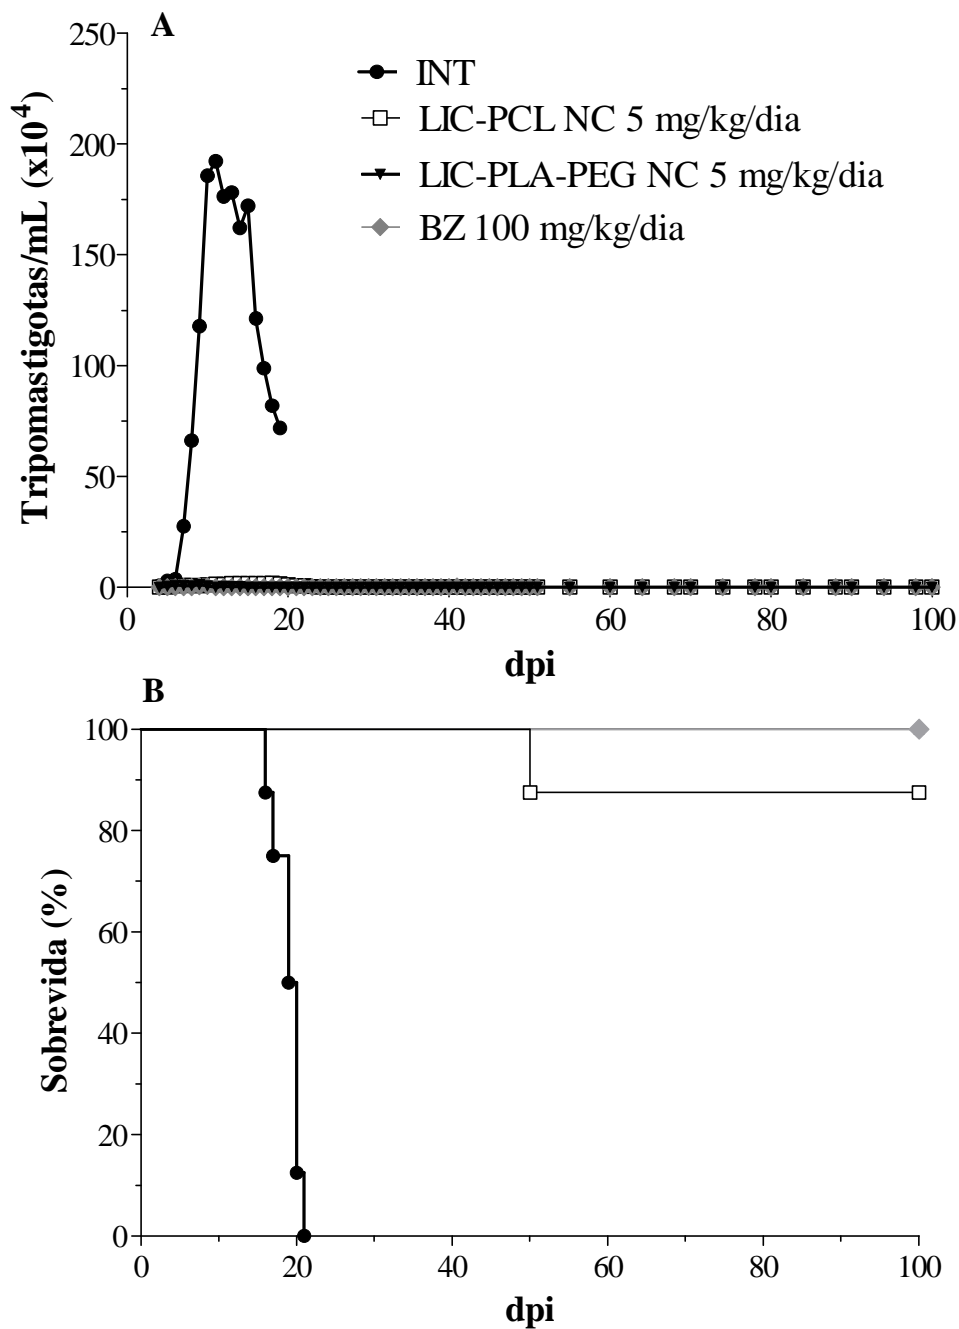 A
250
200
150
100
50
0
Tripomastigotas/mL (x10⁴)
INT
LIC-PCL NC 5 mg/kg/dia
LIC-PLA-PEG NC 5 mg/kg/dia
BZ 100 mg/kg/dia
0 20 40 60 80 100
dpi
B
100
80
60
40
20
0
Sobrevida (%)
0 20 40 60 80 100
dpi